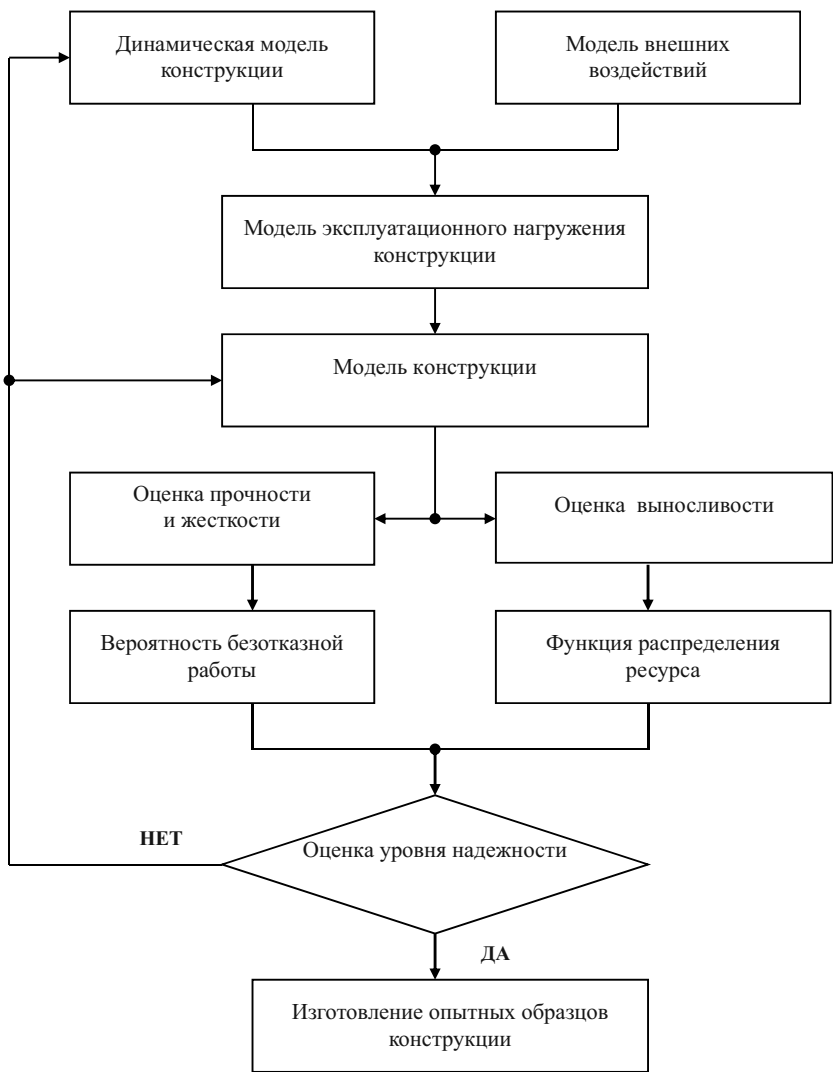 Динамическая модель
конструкции
Модель внешних
воздействий
Модель эксплуатационного нагружения
конструкции
Модель конструкции
Оценка прочности
и жесткости
Оценка выносливости
Вероятность безотказной
работы
Функция распределения
ресурса
НЕТ
Оценка уровня надежности
ДА
Изготовление опытных образцов
конструкции